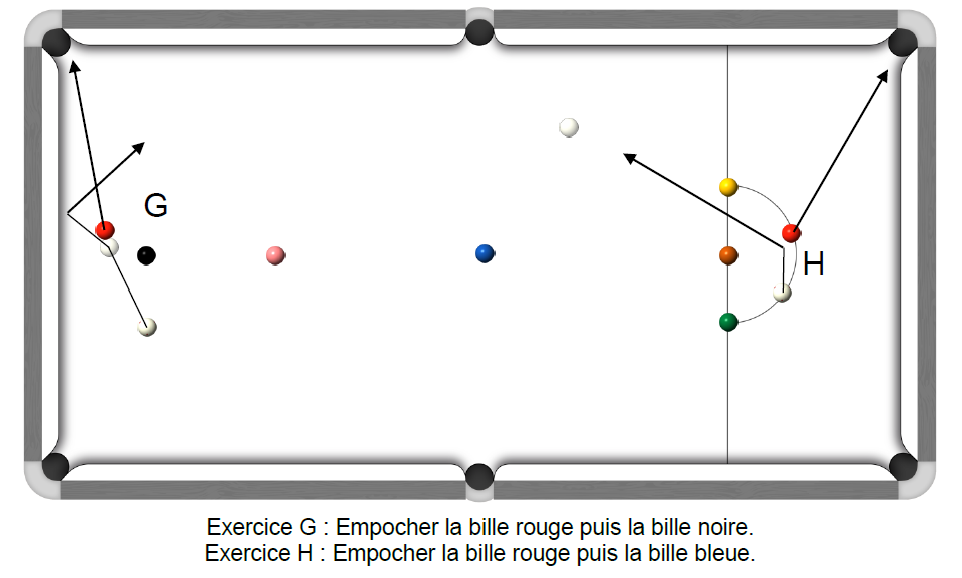 G
H
Exercice G : Empocher la bille rouge puis la bille noire.
Exercice H : Empocher la bille rouge puis la bille bleue.